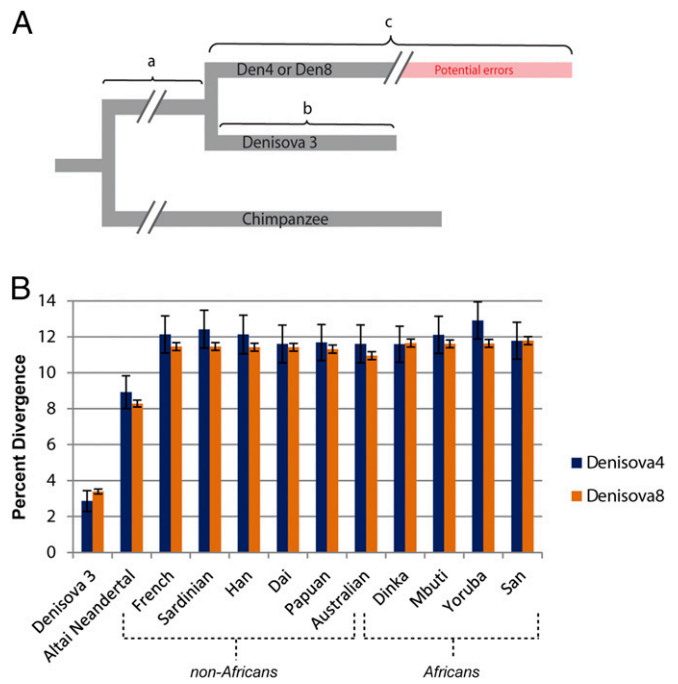 A
c
a
Den4 or Den8
Potential errors
b
Denisova 3
Chimpanzee
B
Percent Divergence
14
12
10
8
6
4
2
0
Denisova4
Denisova8
Denisova 3
Altai Neandertal
French
Sardinian
Han
Dai
Papuan
Australian
Dinka
Mbuti
Yoruba
San
non-Africans
Africans